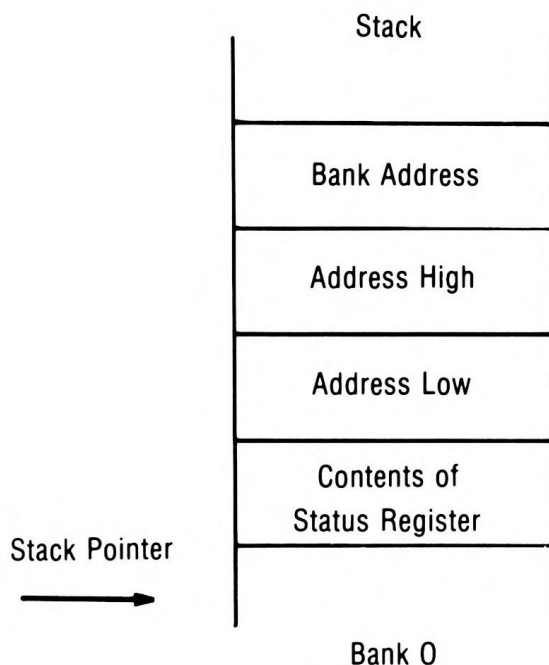 Stack
Bank Address
Address High
Address Low
Contents of
Status Register
Stack Pointer
Bank 0